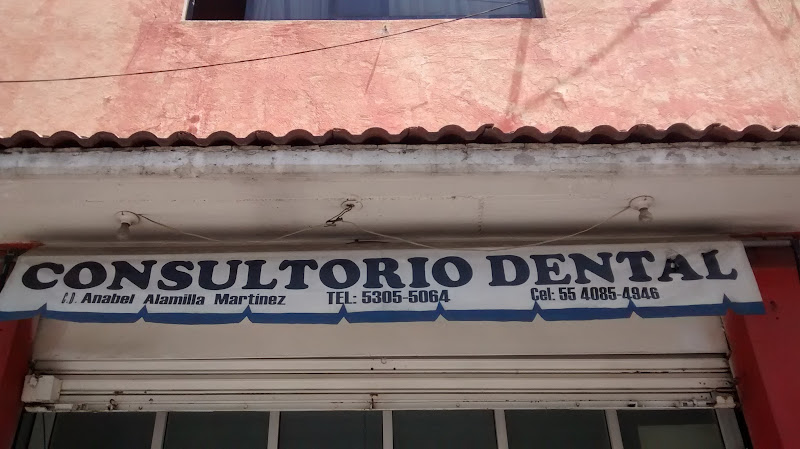 CONSULTORIO DENTAL
C.D. Anabel Alamilla Martínez TEL: 5305-5064 Cel: 55 4085-4946